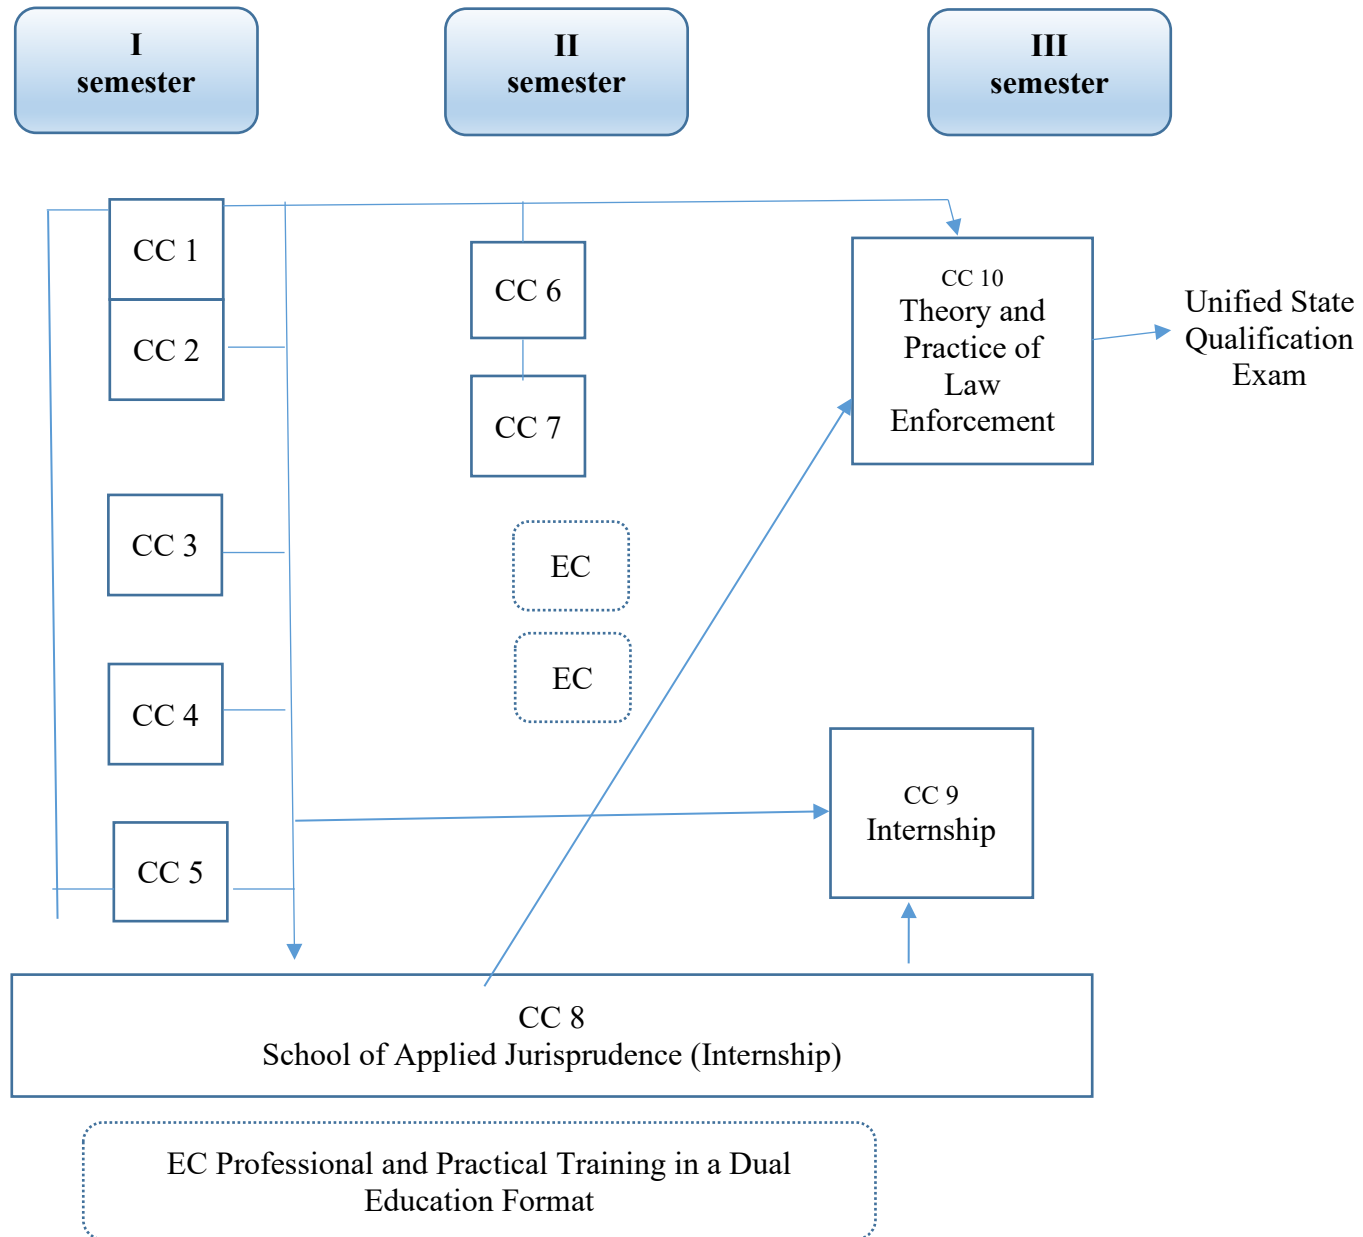 I
semester
II
semester
III
semester
CC 1
CC 2
CC 3
CC 4
CC 5
CC 6
CC 7
EC
EC
CC 10
Theory and
Practice of
Law
Enforcement
Unified State
Qualification
Exam
CC 9
Internship
CC 8
School of Applied Jurisprudence (Internship)
EC Professional and Practical Training in a Dual
Education Format